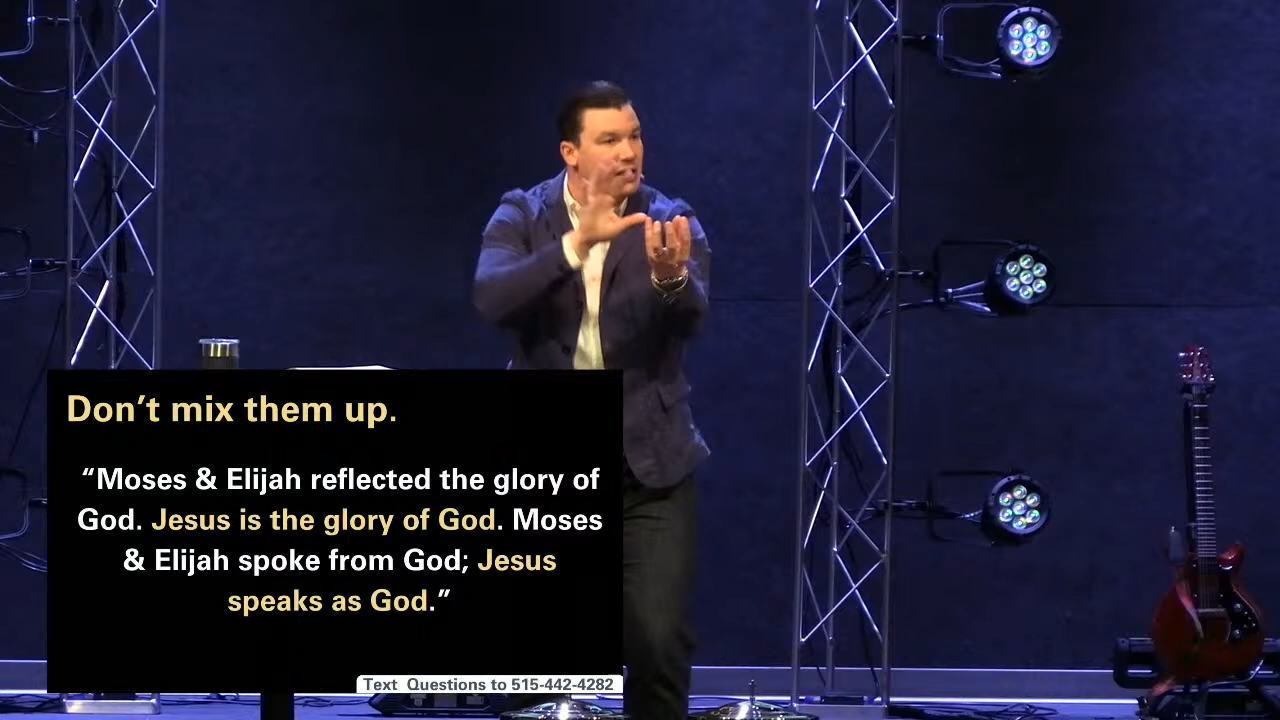 Don’t mix them up.
“Moses & Elijah reflected the glory of
God. Jesus is the glory of God. Moses
& Elijah spoke from God; Jesus
speaks as God.”
Text Questions to 515-442-4282